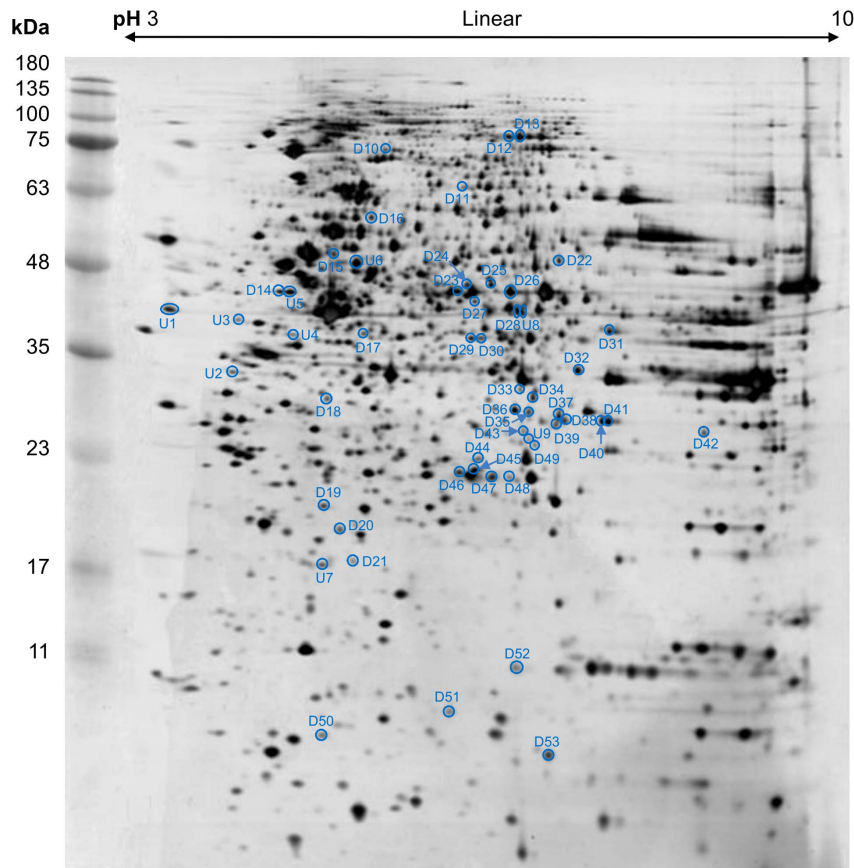 kDa
pH 3 Linear 10
180
135
100
75
63
48
35
23
17
11
D13
D12
D10
D11
D16
D24
D15
U6
D22
D23
D25
D26
D14
U5
D27
U1
U3
U4
D28
U8
D17
D31
D29
D30
U2
D32
D33
D34
D18
D36
D37
D41
D35
D38
D43
U9
D39
D40
D42
D44
D45
D49
D46
D47
D48
D19
D20
D21
U7
D52
D51
D50
D53